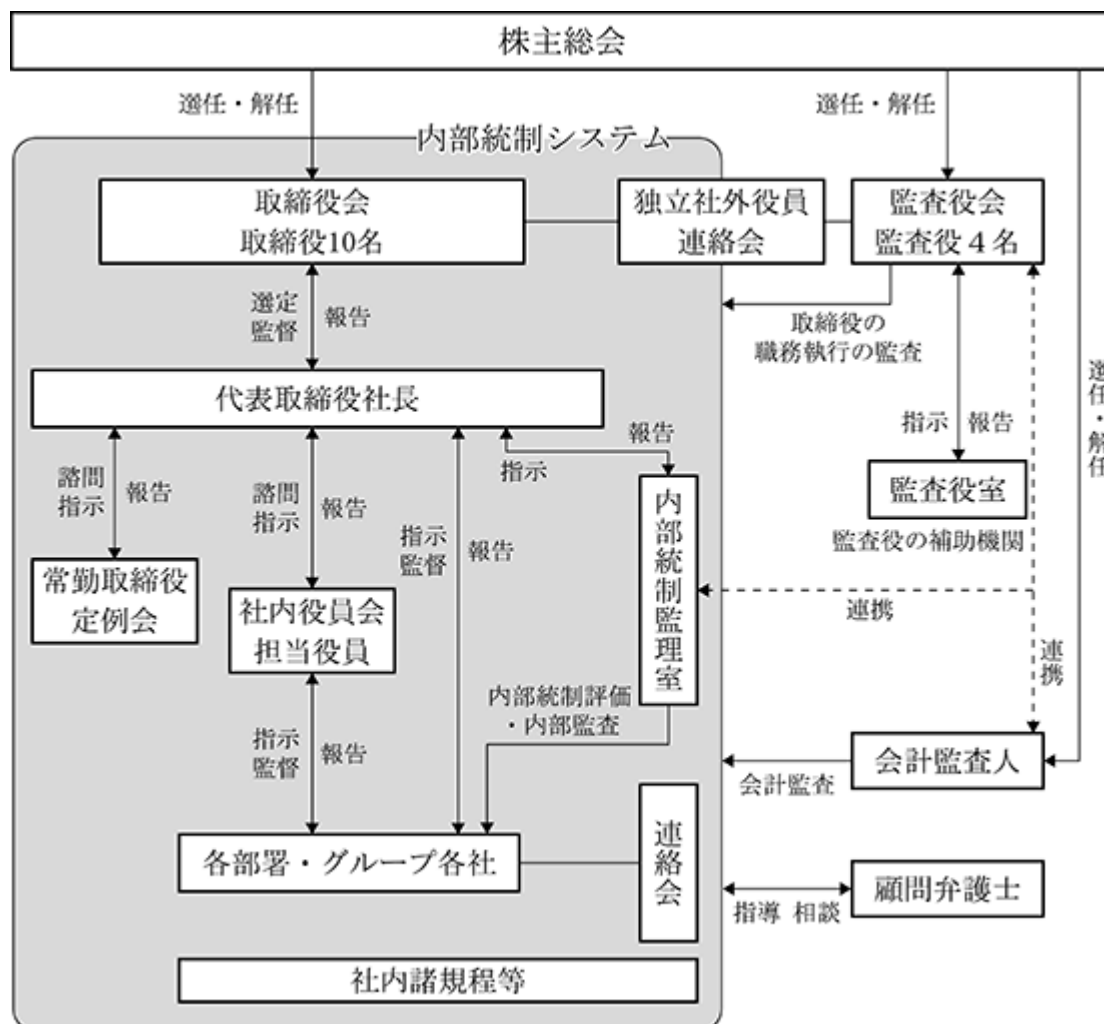 株主総会
選任・解任
選任・解任
内部統制システム
取締役会
取締役10名
独立社外役員
連絡会
監査役会
監査役4名
選定
監督
報告
取締役の
職務執行の監査
選任・解任
代表取締役社長
諮問
指示
報告
諮問
指示
報告
指示
監督
報告
報告
指示
指示
報告
監査役室
監査役の補助機関
常勤取締役
定例会
社内役員会
担当役員
内部統制監理室
連携
連携
内部統制評価
・内部監査
指示
監督
報告
会計監査人
会計監査
各部署・グループ各社
連絡会
顧問弁護士
指導 相談
社内諸規程等